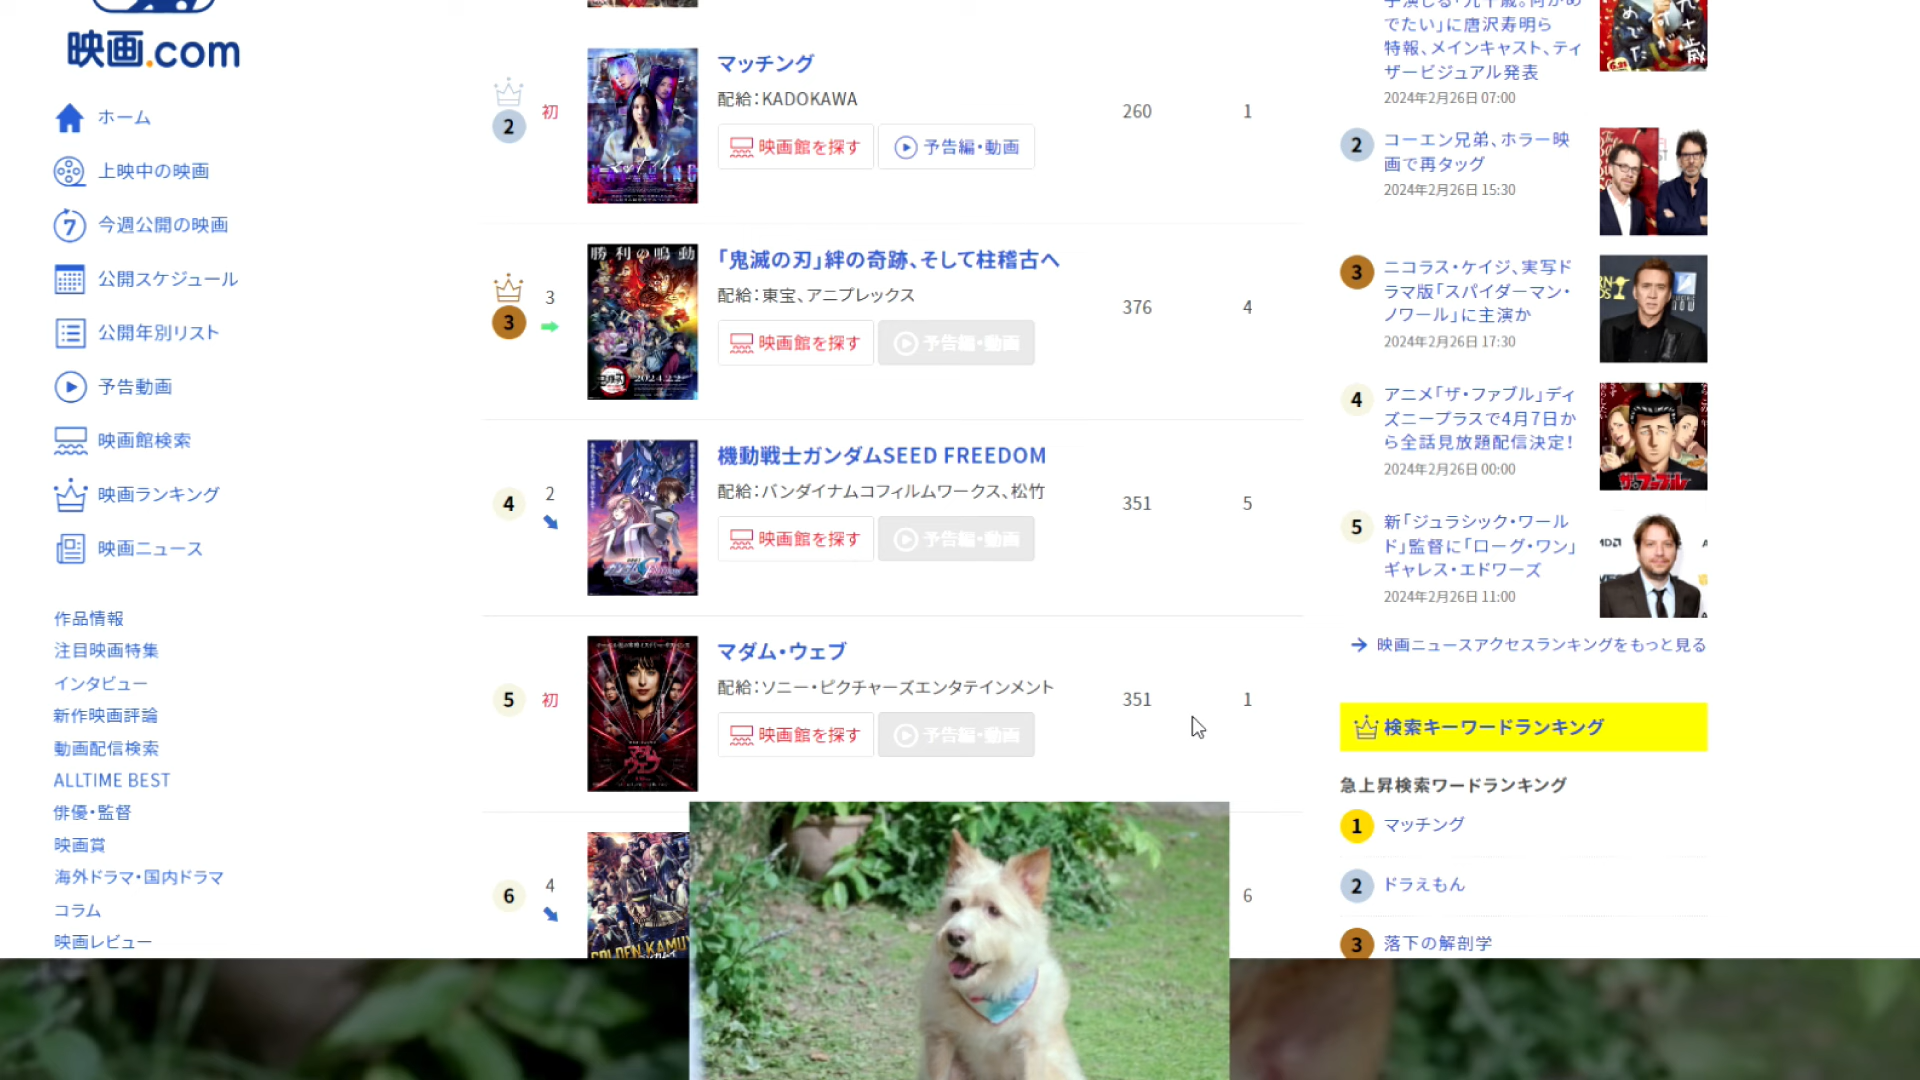 映画.com
ホーム
上映中の映画
7 今週公開の映画
公開スケジュール
公開年別リスト
予告動画
映画館検索
映画ランキング
映画ニュース
作品情報
注目映画特集
インタビュー
新作映画評論
動画配信検索
ALLTIME BEST
俳優・監督
映画賞
海外ドラマ・国内ドラマ
コラム
映画レビュー
2 初
マッチング
配給：KADOKAWA
映画館を探す 予告編・動画
260 1
勝利の鳴動
2024.2.2
3 3
「鬼滅の刃」絆の奇跡、そして柱稽古へ
配給：東宝、アニプレックス
映画館を探す 予告編・動画
376 4
4 2
機動戦士ガンダムSEED FREEDOM
配給：バンダイナムコフィルムワークス、松竹
映画館を探す 予告編・動画
351 5
5 初
マダム・ウェブ
配給：ソニー・ピクチャーズエンタテインメント
映画館を探す 予告編・動画
351 1
6 4
GOLDEN KAMUY
6
でたい」に唐沢寿明ら
特報、メインキャスト、ティ
ザービジュアル発表
2024年2月26日 07:00
2 コーエン兄弟、ホラー映
画で再タッグ
2024年2月26日 15:30
3 ニコラス・ケイジ、実写ド
ラマ版「スパイダーマン・
ノワール」に主演か
2024年2月26日 17:30
4 アニメ「ザ・ファブル」ディ
ズニープラスで4月7日か
ら全話見放題配信決定！
2024年2月26日 00:00
ザ・ファブル
5 新「ジュラシック・ワール
ド」監督に「ローグ・ワン」
ギャレス・エドワーズ
2024年2月26日 11:00
映画ニュースアクセスランキングをもっと見る
検索キーワードランキング
急上昇検索ワードランキング
1 マッチング
2 ドラえもん
3 落下の解剖学